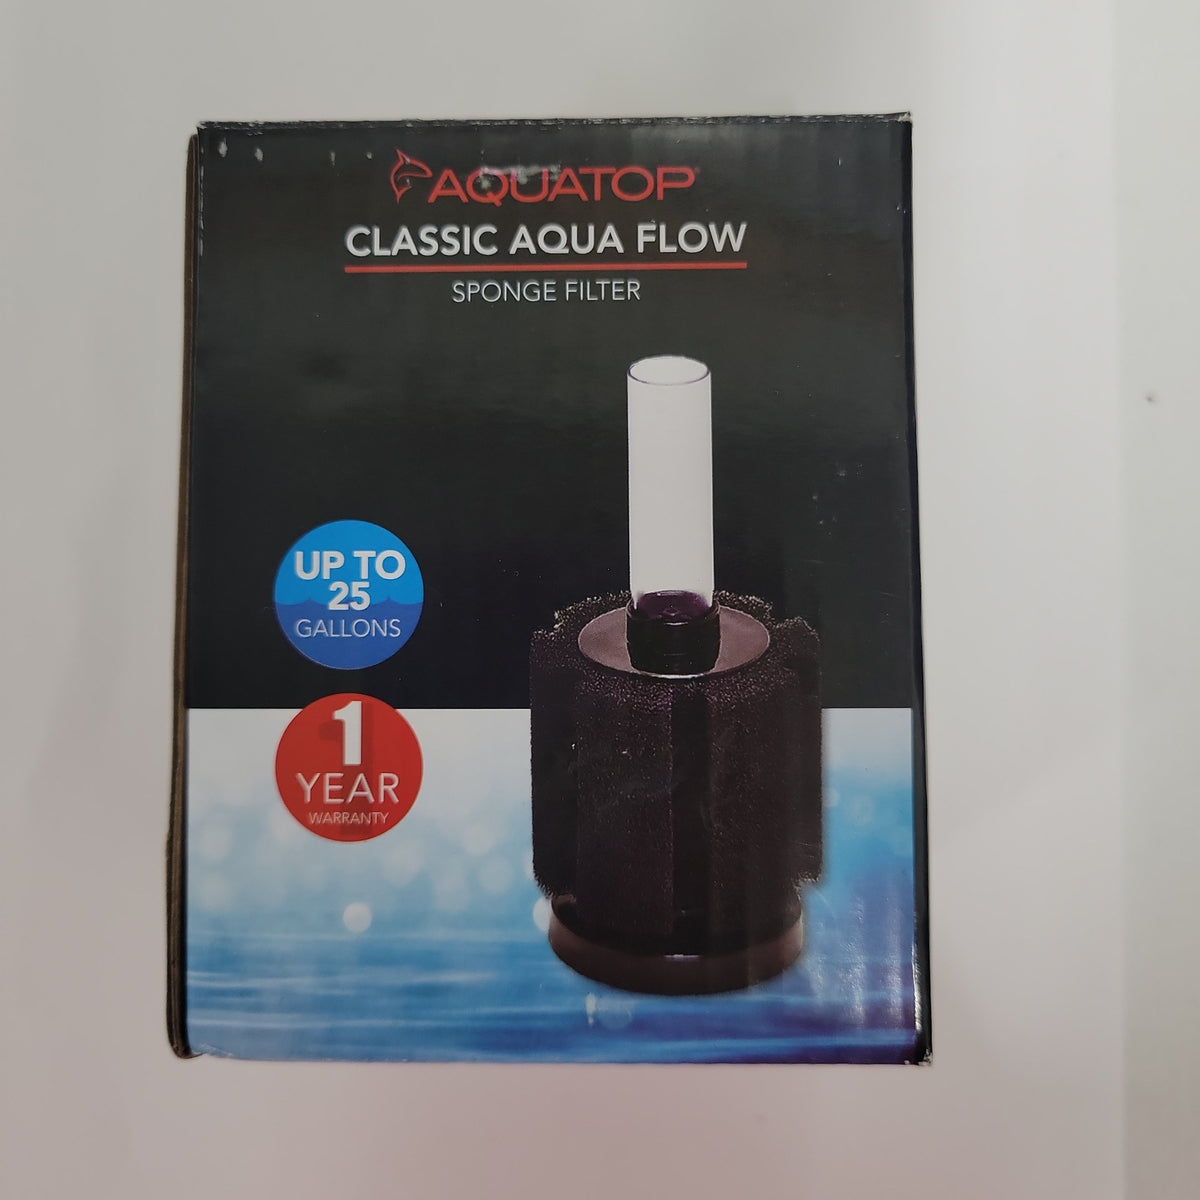 AQUATOP
CLASSIC AQUA FLOW
SPONGE FILTER
UP TO
25
GALLONS
1
YEAR
WARRANTY